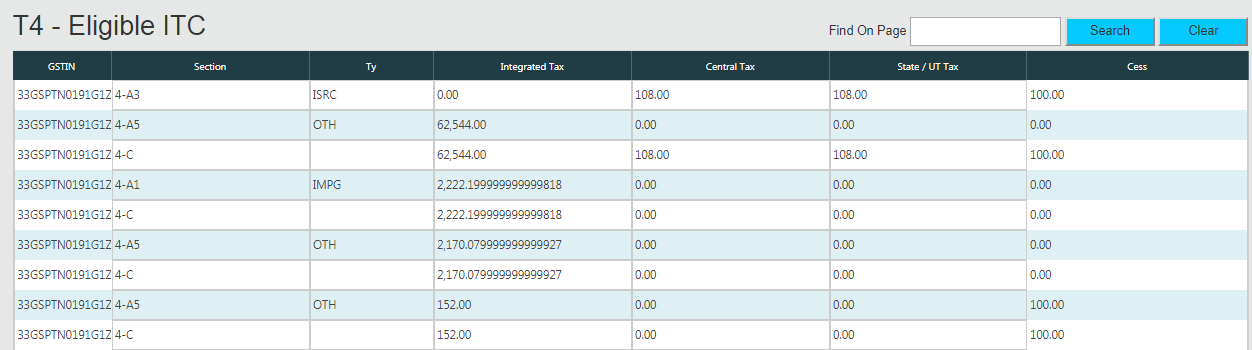 T4 - Eligible ITC
Find On Page Search Clear
GSTIN Section Ty Integrated Tax Central Tax State / UT Tax Cess
33GSPTN0191G1Z 4-A3 ISRC 0.00 108.00 108.00 100.00
33GSPTN0191G1Z 4-A5 OTH 62,544.00 0.00 0.00 0.00
33GSPTN0191G1Z 4-C 62,544.00 108.00 108.00 100.00
33GSPTN0191G1Z 4-A1 IMPG 2,222.199999999999818 0.00 0.00 0.00
33GSPTN0191G1Z 4-C 2,222.199999999999818 0.00 0.00 0.00
33GSPTN0191G1Z 4-A5 OTH 2,170.079999999999927 0.00 0.00 0.00
33GSPTN0191G1Z 4-C 2,170.079999999999927 0.00 0.00 0.00
33GSPTN0191G1Z 4-A5 OTH 152.00 0.00 0.00 100.00
33GSPTN0191G1Z 4-C 152.00 0.00 0.00 100.00